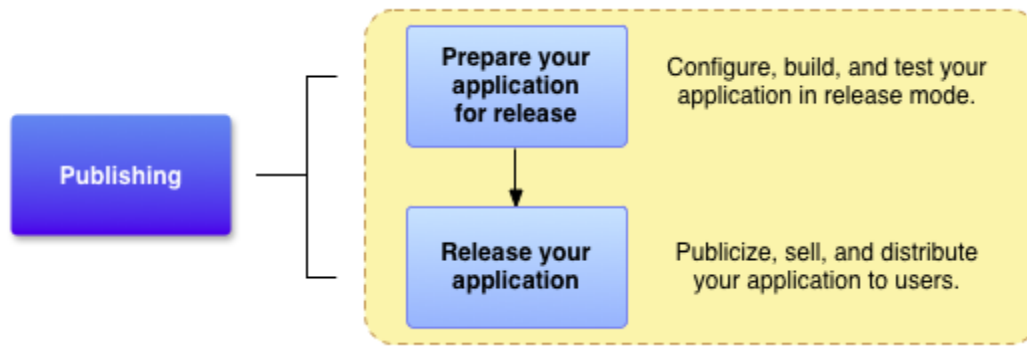 Publishing
Prepare your
application
for release
Configure, build, and test your
application in release mode.
Release your
application
Publicize, sell, and distribute
your application to users.